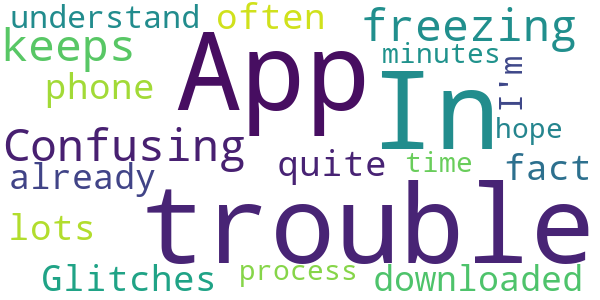 understand often freezing
keeps App In minutes
phone I'm
Confusing quite time hope
already fact
lots trouble
Glitches process downloaded